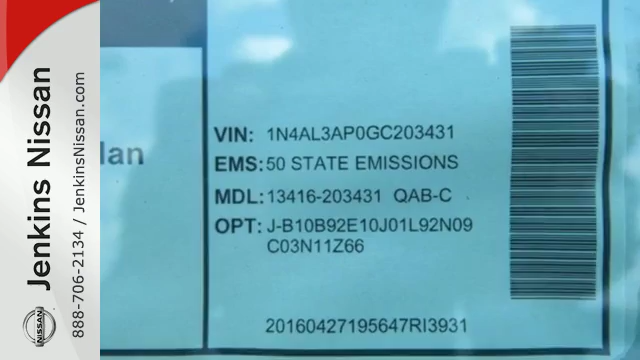 Jenkins Nissan
888-706-2134 / JenkinsNissan.com
NISSAN
lan
VIN: 1N4AL3AP0GC203431
EMS: 50 STATE EMISSIONS
MDL: 13416-203431 QAB-C
OPT: J-B10B92E10J01L92N09
C03N11Z66
20160427195647RI3931